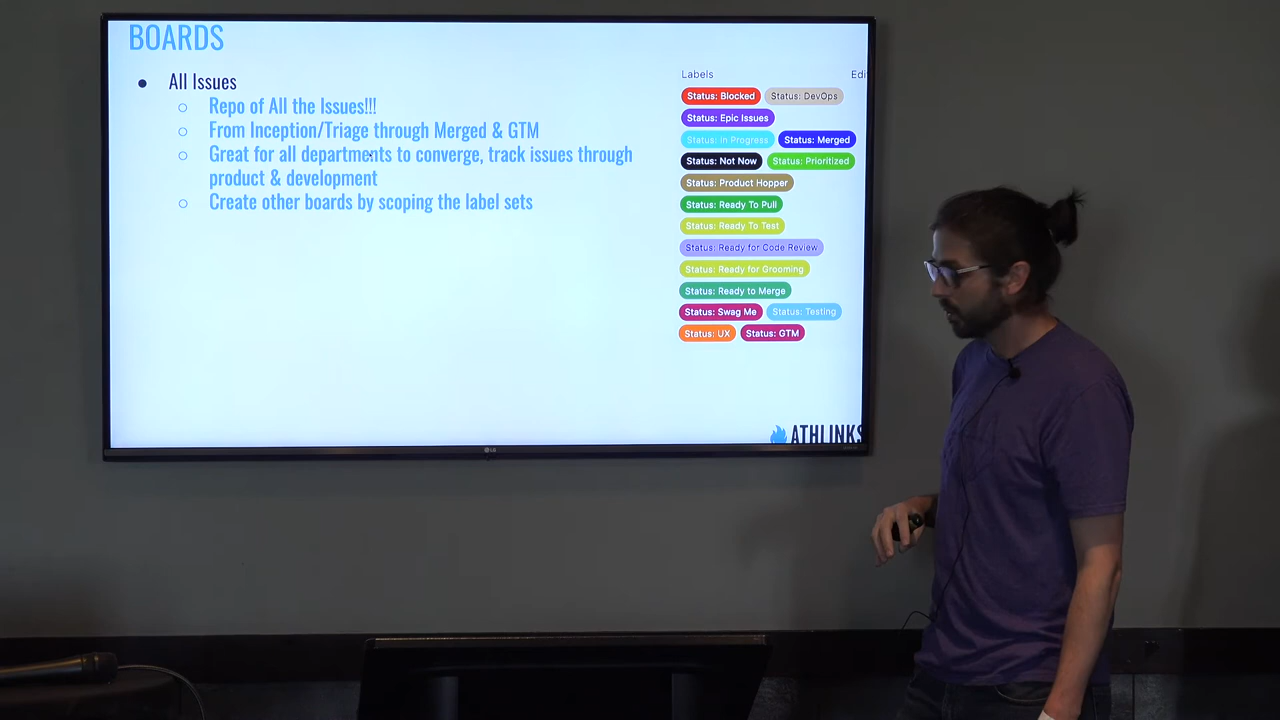 BOARDS
All Issues
Repo of All the Issues!!!
From Inception/Triage through Merged & GTM
Great for all departments to converge, track issues through
product & development
Create other boards by scoping the label sets
Labels Edi
Status: Blocked Status: DevOps
Status: Epic Issues
Status: In Progress Status: Merged
Status: Not Now Status: Prioritized
Status: Product Hopper
Status: Ready To Pull
Status: Ready To Test
Status: Ready for Code Review
Status: Ready for Grooming
Status: Ready to Merge
Status: Swag Me Status: Testing
Status: UX Status: GTM
ATHLINKS
LG